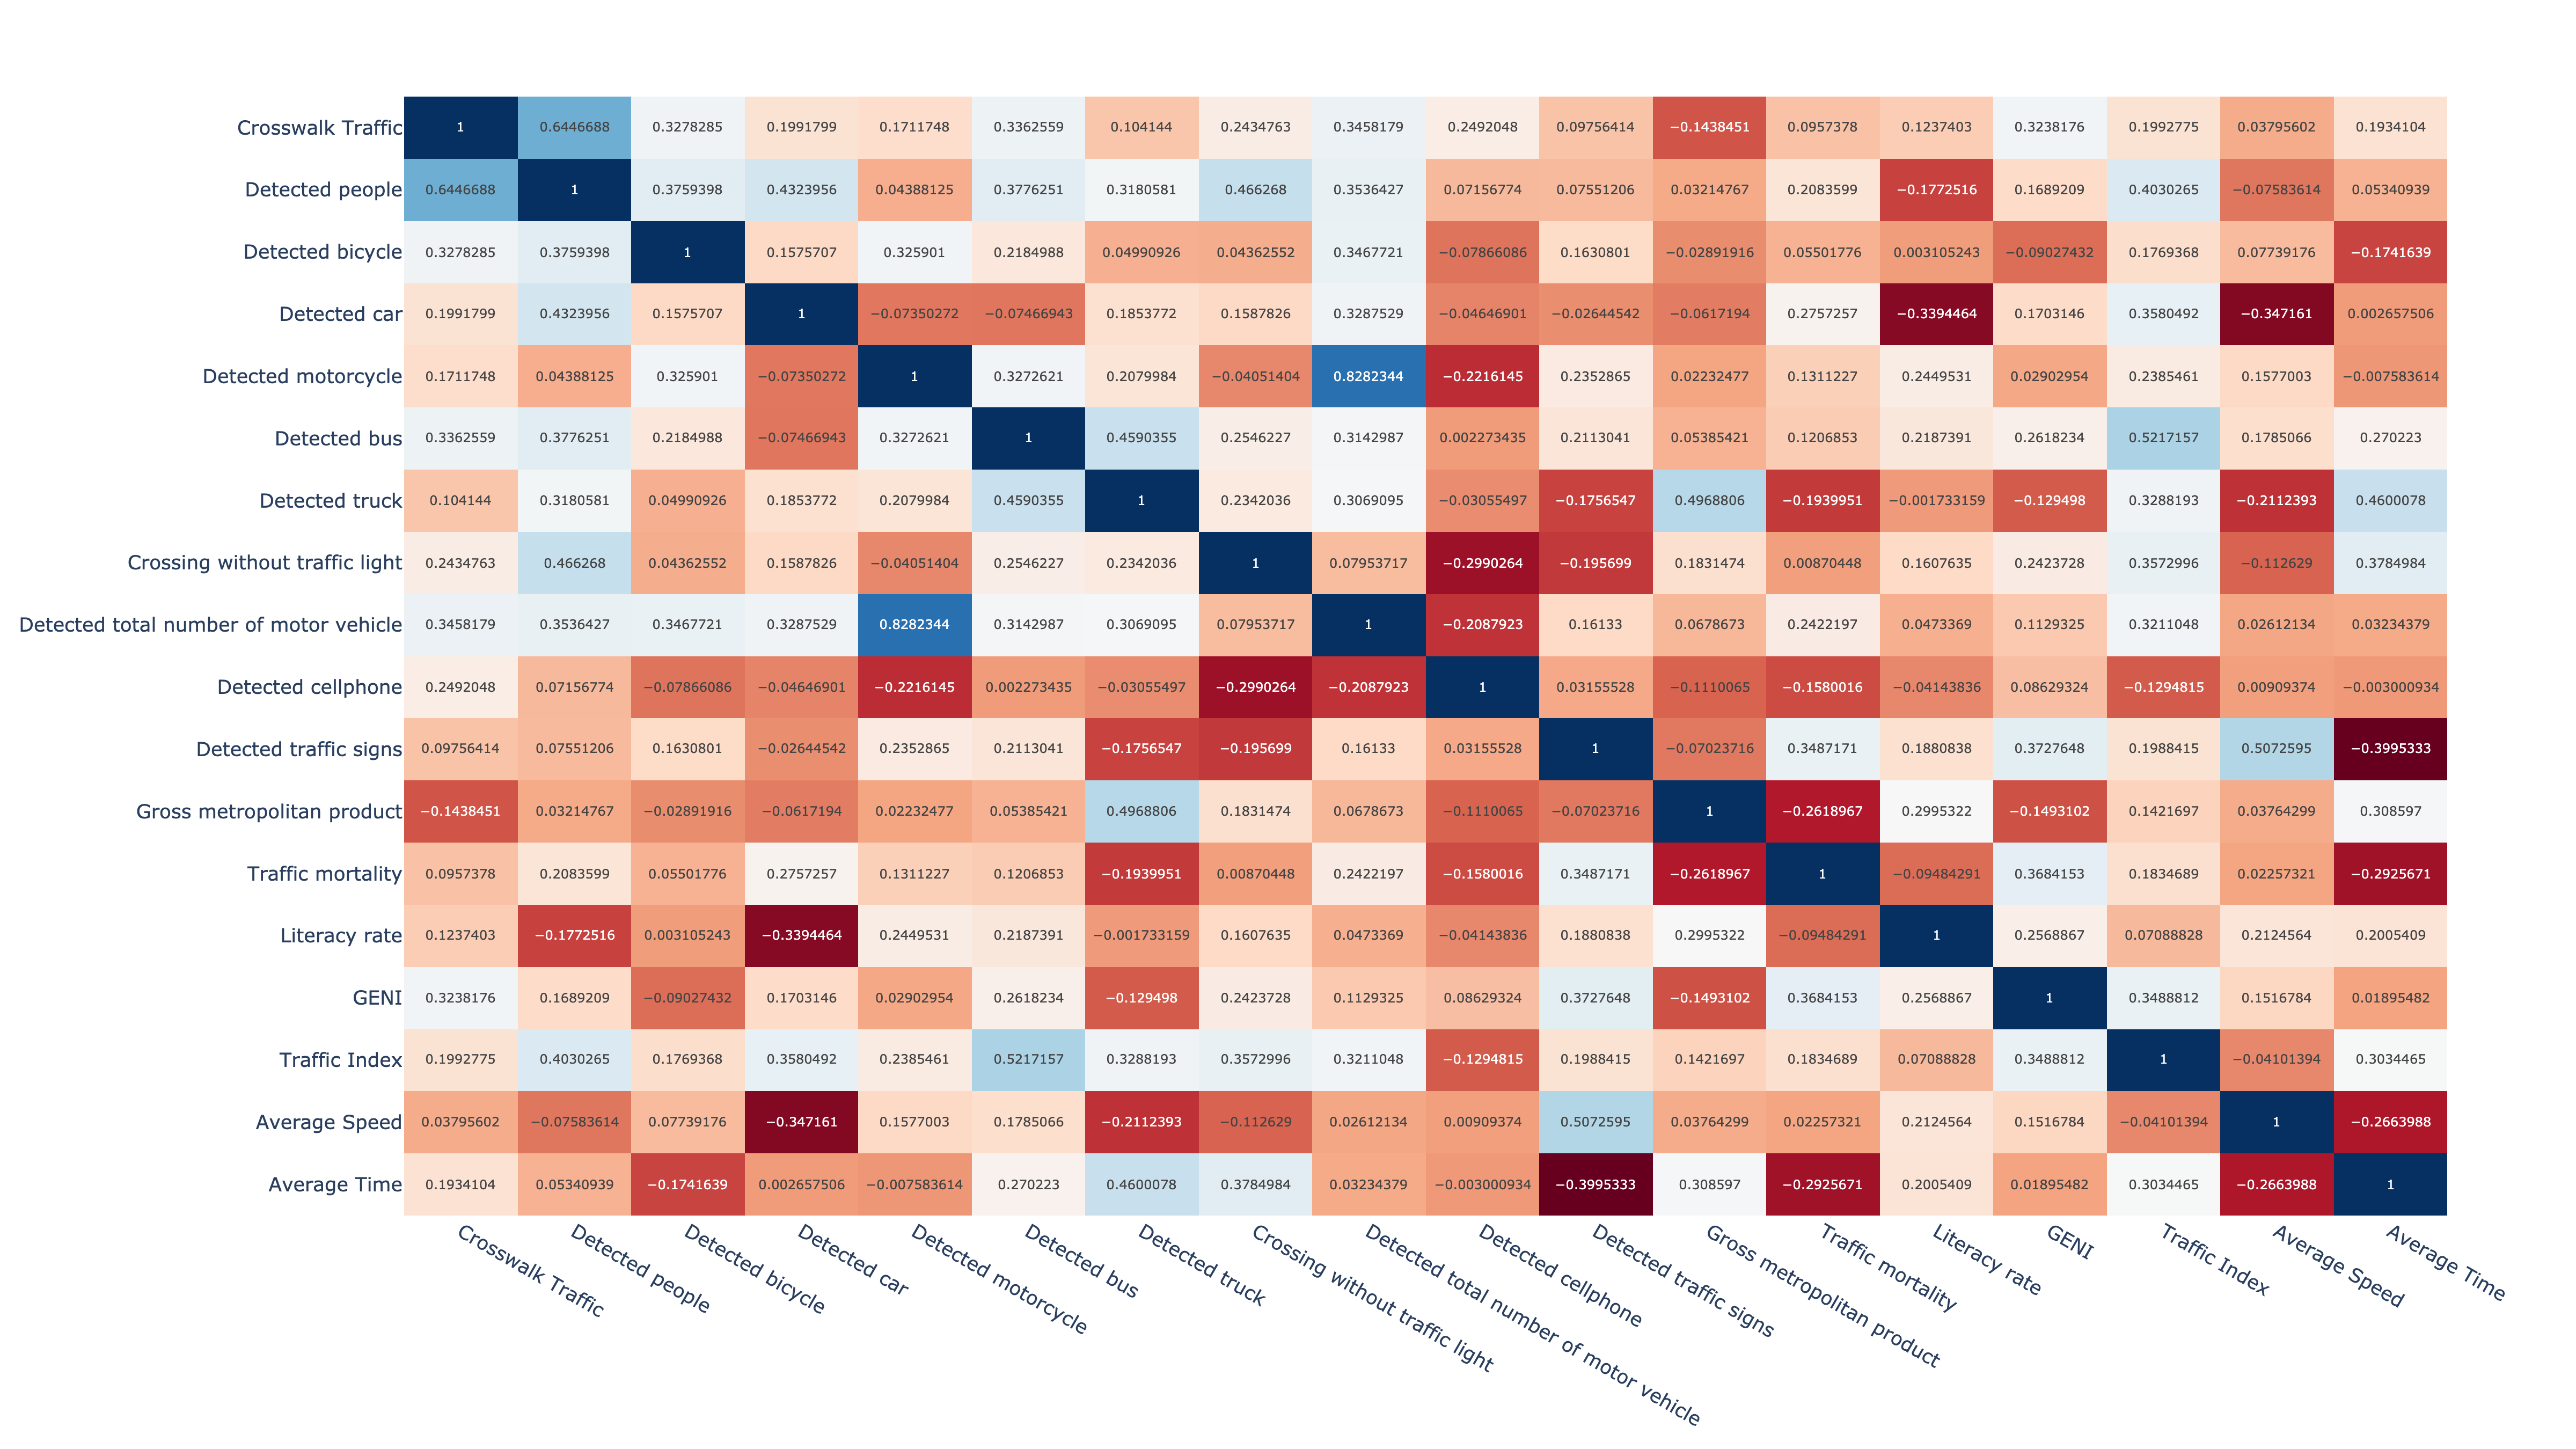 Crosswalk Traffic 1 0.6446688 0.3278285 0.1991799 0.1711748 0.3362559 0.104144 0.2434763 0.3458179 0.2492048 0.09756414 −0.1438451 0.0957378 0.1237403 0.3238176 0.1992775 0.03795602 0.1934104
Detected people 0.6446688 1 0.3759398 0.4323956 0.04388125 0.3776251 0.3180581 0.466268 0.3536427 0.07156774 0.07551206 0.03214767 0.2083599 −0.1772516 0.1689209 0.4030265 −0.07583614 0.05340939
Detected bicycle 0.3278285 0.3759398 1 0.1575707 0.325901 0.2184988 0.04990926 0.04362552 0.3467721 −0.07866086 0.1630801 −0.02891916 0.05501776 0.003105243 −0.09027432 0.1769368 0.07739176 −0.1741639
Detected car 0.1991799 0.4323956 0.1575707 1 −0.07350272 −0.07466943 0.1853772 0.1587826 0.3287529 −0.04646901 −0.02644542 −0.0617194 0.2757257 −0.3394464 0.1703146 0.3580492 −0.347161 0.002657506
Detected motorcycle 0.1711748 0.04388125 0.325901 −0.07350272 1 0.3272621 0.2079984 −0.04051404 0.8282344 −0.2216145 0.2352865 0.02232477 0.1311227 0.2449531 0.02902954 0.2385461 0.1577003 −0.007583614
Detected bus 0.3362559 0.3776251 0.2184988 −0.07466943 0.3272621 1 0.4590355 0.2546227 0.3142987 0.002273435 0.2113041 0.05385421 0.1206853 0.2187391 0.2618234 0.5217157 0.1785066 0.270223
Detected truck 0.104144 0.3180581 0.04990926 0.1853772 0.2079984 0.4590355 1 0.2342036 0.3069095 −0.03055497 −0.1756547 0.4968806 −0.1939951 −0.001733159 −0.129498 0.3288193 −0.2112393 0.4600078
Crossing without traffic light 0.2434763 0.466268 0.04362552 0.1587826 −0.04051404 0.2546227 0.2342036 1 0.07953717 −0.2990264 −0.195699 0.1831474 0.00870448 0.1607635 0.2423728 0.3572996 −0.112629 0.3784984
Detected total number of motor vehicle 0.3458179 0.3536427 0.3467721 0.3287529 0.8282344 0.3142987 0.3069095 0.07953717 1 −0.2087923 0.16133 0.0678673 0.2422197 0.0473369 0.1129325 0.3211048 0.02612134 0.03234379
Detected cellphone 0.2492048 0.07156774 −0.07866086 −0.04646901 −0.2216145 0.002273435 −0.03055497 −0.2990264 −0.2087923 1 0.03155528 −0.1110065 −0.1580016 −0.04143836 0.08629324 −0.1294815 0.00909374 −0.003000934
Detected traffic signs 0.09756414 0.07551206 0.1630801 −0.02644542 0.2352865 0.2113041 −0.1756547 −0.195699 0.16133 0.03155528 1 −0.07023716 0.3487171 0.1880838 0.3727648 0.1988415 0.5072595 −0.3995333
Gross metropolitan product −0.1438451 0.03214767 −0.02891916 −0.0617194 0.02232477 0.05385421 0.4968806 0.1831474 0.0678673 −0.1110065 −0.07023716 1 −0.2618967 0.2995322 −0.1493102 0.1421697 0.03764299 0.308597
Traffic mortality 0.0957378 0.2083599 0.05501776 0.2757257 0.1311227 0.1206853 −0.1939951 0.00870448 0.2422197 −0.1580016 0.3487171 −0.2618967 1 −0.09484291 0.3684153 0.1834689 0.02257321 −0.2925671
Literacy rate 0.1237403 −0.1772516 0.003105243 −0.3394464 0.2449531 0.2187391 −0.001733159 0.1607635 0.0473369 −0.04143836 0.1880838 0.2995322 −0.09484291 1 0.2568867 0.07088828 0.2124564 0.2005409
GENI 0.3238176 0.1689209 −0.09027432 0.1703146 0.02902954 0.2618234 −0.129498 0.2423728 0.1129325 0.08629324 0.3727648 −0.1493102 0.3684153 0.2568867 1 0.3488812 0.1516784 0.01895482
Traffic Index 0.1992775 0.4030265 0.1769368 0.3580492 0.2385461 0.5217157 0.3288193 0.3572996 0.3211048 −0.1294815 0.1988415 0.1421697 0.1834689 0.07088828 0.3488812 1 −0.04101394 0.3034465
Average Speed 0.03795602 −0.07583614 0.07739176 −0.347161 0.1577003 0.1785066 −0.2112393 −0.112629 0.02612134 0.00909374 0.5072595 0.03764299 0.02257321 0.2124564 0.1516784 −0.04101394 1 −0.2663988
Average Time 0.1934104 0.05340939 −0.1741639 0.002657506 −0.007583614 0.270223 0.4600078 0.3784984 0.03234379 −0.003000934 −0.3995333 0.308597 −0.2925671 0.2005409 0.01895482 0.3034465 −0.2663988 1
Crosswalk Traffic
Detected people
Detected bicycle
Detected car
Detected motorcycle
Detected bus
Detected truck
Crossing without traffic light
Detected total number of motor vehicle
Detected cellphone
Detected traffic signs
Gross metropolitan product
Traffic mortality
Literacy rate
GENI
Traffic Index
Average Speed
Average Time